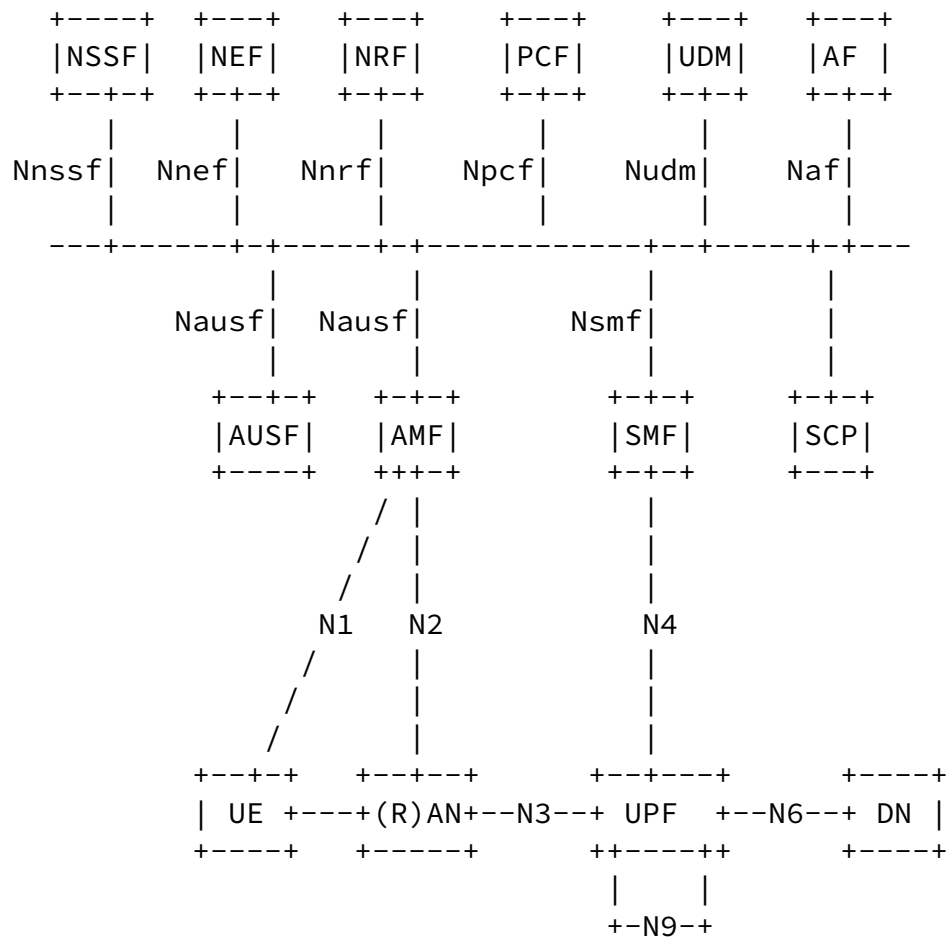 +----+  +---+   +---+    +---+    +---+   +---+
|NSSF|  |NEF|   |NRF|    |PCF|    |UDM|   |AF |
+--+-+  +-+-+   +-+-+    +-+-+    +-+-+   +-+-+
|      |       |        |        |       |
Nnssf|  Nnef|   Nnrf|    Npcf|    Nudm|   Naf|
|      |       |        |        |       |
---+------+-+-----+-+------------+--+-----+-+---
|       |            |         |
Nausf|  Nausf|        Nsmf|         |
|       |            |         |
+--+-+   +-+-+        +-+-+     +-+-+
|AUSF|   |AMF|        |SMF|     |SCP|
+----+   +++-+        +-+-+     +---+
/ |            |
/  |            |
/   |            |
N1   N2           N4
/     |            |
/      |            |
/       |            |
+--+-+   +--+--+      +--+---+      +----+
| UE +---+(R)AN+--N3--+ UPF  +--N6--+ DN |
+----+   +-----+      ++----++      +----+
|    |
+-N9-+